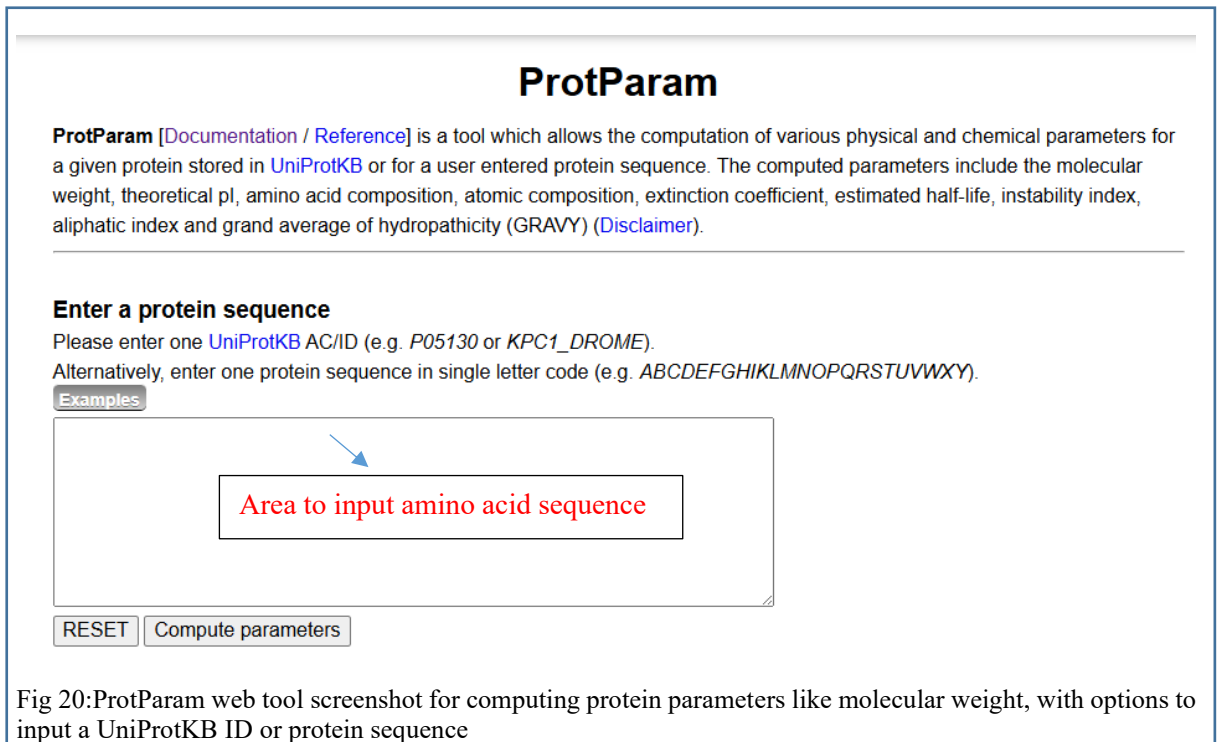 ProtParam
ProtParam [Documentation / Reference] is a tool which allows the computation of various physical and chemical parameters for
a given protein stored in UniProtKB or for a user entered protein sequence. The computed parameters include the molecular
weight, theoretical pI, amino acid composition, atomic composition, extinction coefficient, estimated half-life, instability index,
aliphatic index and grand average of hydropathicity (GRAVY) (Disclaimer).
Enter a protein sequence
Please enter one UniProtKB AC/ID (e.g. P05130 or KPC1_DROME).
Alternatively, enter one protein sequence in single letter code (e.g. ABCDEFGHIKLMNOPQRSTUVWXY).
Examples
Area to input amino acid sequence
RESET Compute parameters
Fig 20:ProtParam web tool screenshot for computing protein parameters like molecular weight, with options to
input a UniProtKB ID or protein sequence